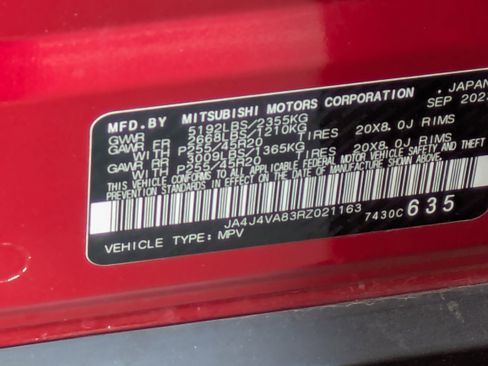 MFD.BY MITSUBISHI MOTORS CORPORATION, JAPAN
GVWR 5192LBS/2355KG SEP 202
GAWR FR 2668LBS/1210KG TIRES
WITH P255/45R20 20X8.0J RIMS
GAWR RR 3009LBS/1365KG TIRES
WITH P255/45R20 20X8.0J RIMS
THIS VEHICLE CONFORMS TO ALL APPLICABLE FEDERAL MOTOR VEHICLE SAFETY AND THEFT
PREVENTION STANDARDS IN EFFECT ON THE DATE OF MANUFACTURE SHOWN ABOVE.
JA4J4VA83RZ021163 7430C 635
VEHICLE TYPE: MPV